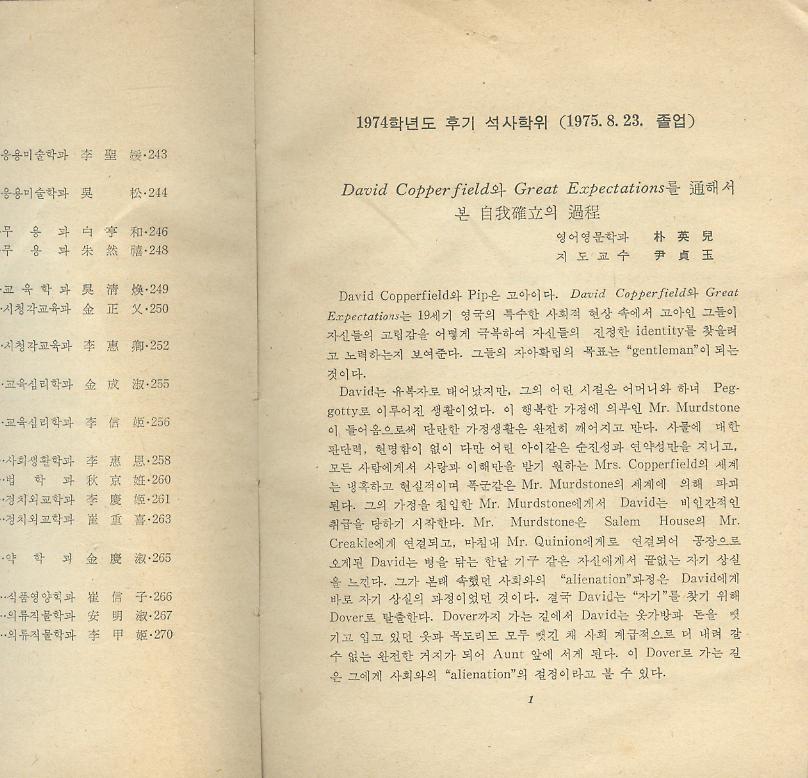 응용미술학과 李 聖 媛·243
응용미술학과 吳 松·244
무 용 과 白 亨 和·246
무 용 과 朱 然 禧·248
교 육 학 과 吳 淸 煥·249
·시청각교육과 金 正 乂·250
·시청각교육과 李 惠 卿·252
·교육심리학과 金 成 淑·255
·교육심리학과 李 信 姬·256
·사회생활학과 李 惠 恩·258
·법 학 과 秋 京 姙·260
·정치외교학과 李 慶 姬·261
·정치외교학과 崔 重 喜·263
·약 학 과 金 慶 淑·265
··식품영양학과 崔 信 子·266
··의류직물학과 安 明 淑·267
··의류직물학과 李 甲 姬·270
1974학년도 후기 석사학위 (1975. 8. 23. 졸업)
David Copperfield와 Great Expectations를 通해서
본 自我確立의 過程
영어영문학과 朴 英 兒
지 도 교 수 尹 貞 玉
David Copperfield와 Pip은 고아이다. David Copperfield와 Great
Expectations는 19세기 영국의 특수한 사회적 현상 속에서 고아인 그들이
자신들의 고립감을 어떻게 극복하여 자신들의 진정한 identity를 찾을려
고 노력하는지 보여준다. 그들의 자아확립의 목표는 “gentleman”이 되는
것이다.
David는 유복자로 태어났지만, 그의 어린 시절은 어머니와 하녀 Peg-
gotty로 이루어진 생활이었다. 이 행복한 가정에 의부인 Mr. Murdstone
이 들어옴으로써 단란한 가정생활은 완전히 깨어지고 만다. 사물에 대한
판단력, 현명함이 없이 다만 어린 아이같은 순진성과 연약성만을 지니고,
모든 사람에게서 사랑과 이해만을 받기 원하는 Mrs. Copperfield의 세계
는 냉혹하고 현실적이며 폭군같은 Mr. Murdstone의 세계에 의해 파괴
된다. 그의 가정을 침입한 Mr. Murdstone에게서 David는 비인간적인
취급을 당하기 시작한다. Mr. Murdstone은 Salem House의 Mr.
Creakle에게 연결되고, 마침내 Mr. Quinion에게로 연결되어 공장으로
오게된 David는 병을 닦는 한낱 기구 같은 자신에게서 끝없는 자기 상실
을 느낀다. 그가 본래 속했던 사회와의 “alienation”과정은 David에게
바로 자기 상실의 과정이었던 것이다. 결국 David는 “자기”를 찾기 위해
Dover로 탈출한다. Dover까지 가는 길에서 David는 옷가방과 돈을 뺏
기고 입고 있던 옷과 목도리도 모두 뺏긴 채 사회 계급적으로 더 내려 갈
수 없는 완전한 거지가 되어 Aunt 앞에 서게 된다. 이 Dover로 가는 길
은 그에게 사회와의 “alienation”의 결정이라고 볼 수 있다.
1